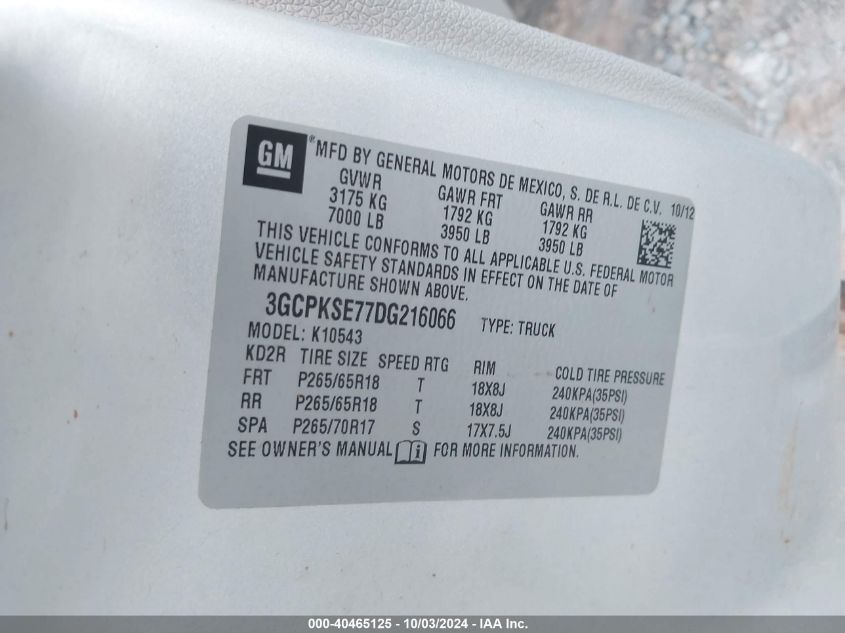 GM
® MFD BY GENERAL MOTORS DE MEXICO, S. DE R.L. DE C.V. 10/12
GVWR GAWR FRT GAWR RR
3175 KG 1792 KG 1792 KG
7000 LB 3950 LB 3950 LB
THIS VEHICLE CONFORMS TO ALL APPLICABLE U.S. FEDERAL MOTOR
VEHICLE SAFETY STANDARDS IN EFFECT ON THE DATE OF
MANUFACTURE SHOWN ABOVE.
3GCPKSE77DG216066 TYPE: TRUCK
MODEL: K10543
KD2R TIRE SIZE SPEED RTG RIM COLD TIRE PRESSURE
FRT P265/65R18 T 18X8J 240KPA(35PSI)
RR P265/65R18 T 18X8J 240KPA(35PSI)
SPA P265/70R17 S 17X7.5J 240KPA(35PSI)
SEE OWNER'S MANUAL i FOR MORE INFORMATION.
000-40465125 - 10/03/2024 - IAA Inc.